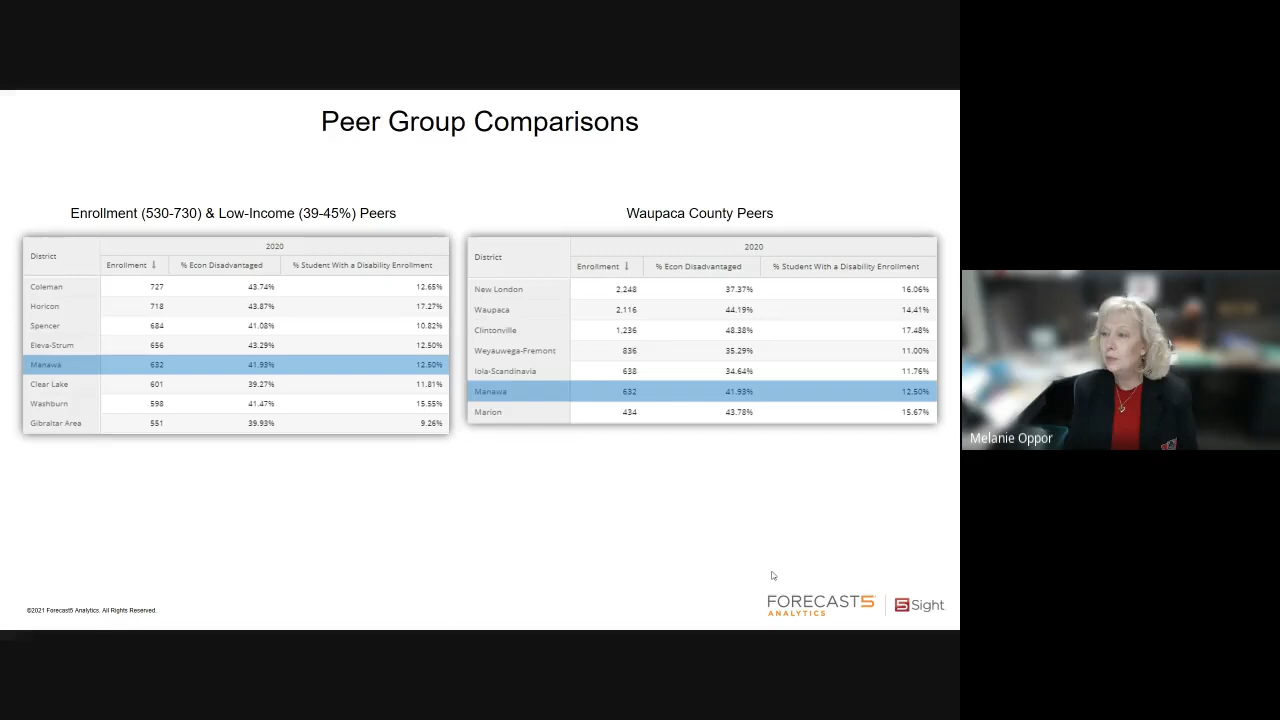 Peer Group Comparisons
Enrollment (530-730) & Low-Income (39-45%) Peers
District
2020
Enrollment ↓ % Econ Disadvantaged % Student With a Disability Enrollment
Coleman 727 43.74% 12.65%
Horicon 718 43.87% 17.27%
Spencer 684 41.08% 10.82%
Eleva-Strum 656 43.29% 12.50%
Manawa 632 41.93% 12.50%
Clear Lake 601 39.27% 11.81%
Washburn 598 41.47% 15.55%
Gibraltar Area 551 39.93% 9.26%
Waupaca County Peers
District
2020
Enrollment ↓ % Econ Disadvantaged % Student With a Disability Enrollment
New London 2,248 37.37% 16.06%
Waupaca 2,116 44.19% 14.41%
Clintonville 1,236 48.38% 17.48%
Weyauwega-Fremont 836 35.29% 11.00%
Iola-Scandinavia 638 34.64% 11.76%
Manawa 632 41.93% 12.50%
Marion 434 43.78% 15.67%
©2021 Forecast5 Analytics. All Rights Reserved.
FORECAST5
ANALYTICS
5 Sight
Melanie Oppor